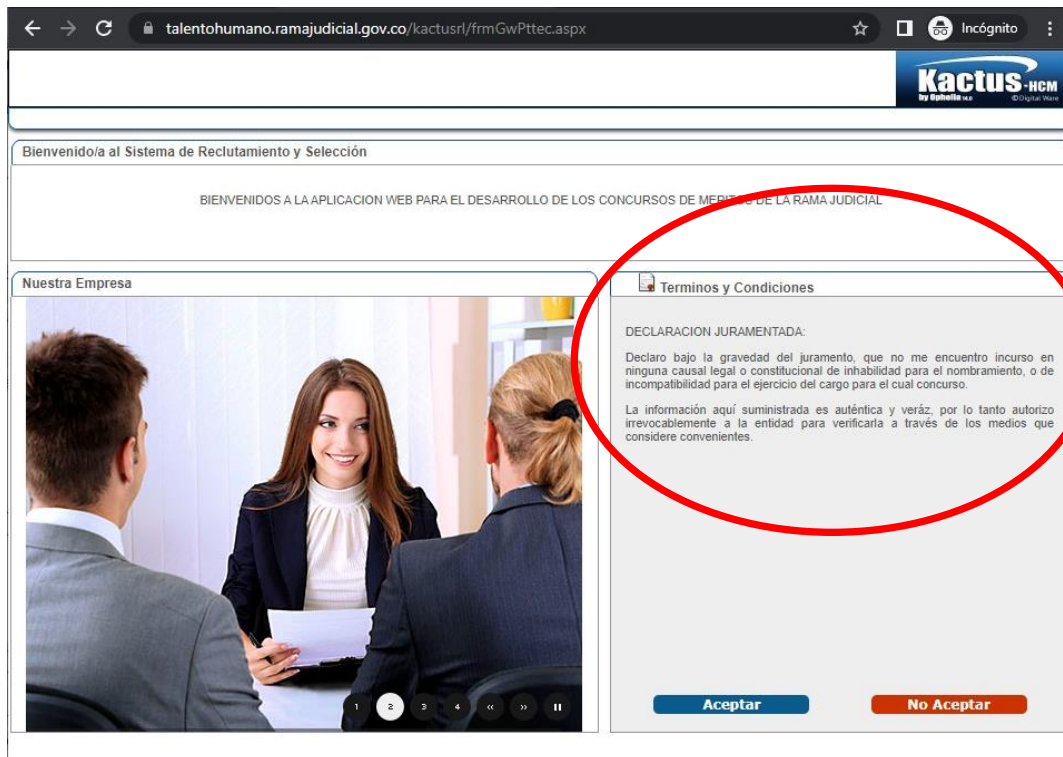 talentohumano.ramajudicial.gov.co/kactusrl/frmGwPttec.aspx
Incógnito
Kactus-HCM
by Ophelia
© Digital Ware
Bienvenido/a al Sistema de Reclutamiento y Selección
BIENVENIDOS A LA APLICACION WEB PARA EL DESARROLLO DE LOS CONCURSOS DE MERITOS DE LA RAMA JUDICIAL
Nuestra Empresa
1 2 3 4 « »
Terminos y Condiciones
DECLARACION JURAMENTADA:
Declaro bajo la gravedad del juramento, que no me encuentro incurso en
ninguna causal legal o constitucional de inhabilidad para el nombramiento, o de
incompatibilidad para el ejercicio del cargo para el cual concurso.
La información aquí suministrada es auténtica y veráz, por lo tanto autorizo
irrevocablemente a la entidad para verificarla a través de los medios que
considere convenientes.
Aceptar
No Aceptar